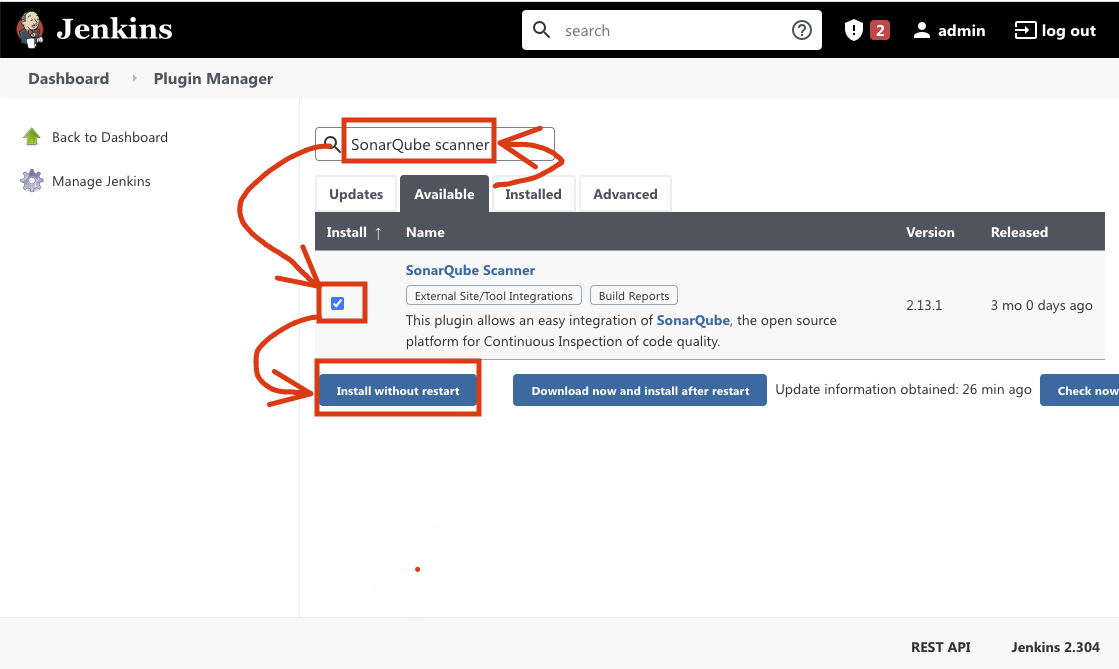 Jenkins
search
2
admin
log out
Dashboard
Plugin Manager
Back to Dashboard
Manage Jenkins
SonarQube scanner
Updates
Available
Installed
Advanced
Install ↑
Name
Version
Released
SonarQube Scanner
External Site/Tool Integrations
Build Reports
This plugin allows an easy integration of SonarQube, the open source
platform for Continuous Inspection of code quality.
2.13.1
3 mo 0 days ago
Install without restart
Download now and install after restart
Update information obtained: 26 min ago
Check now
REST API
Jenkins 2.304